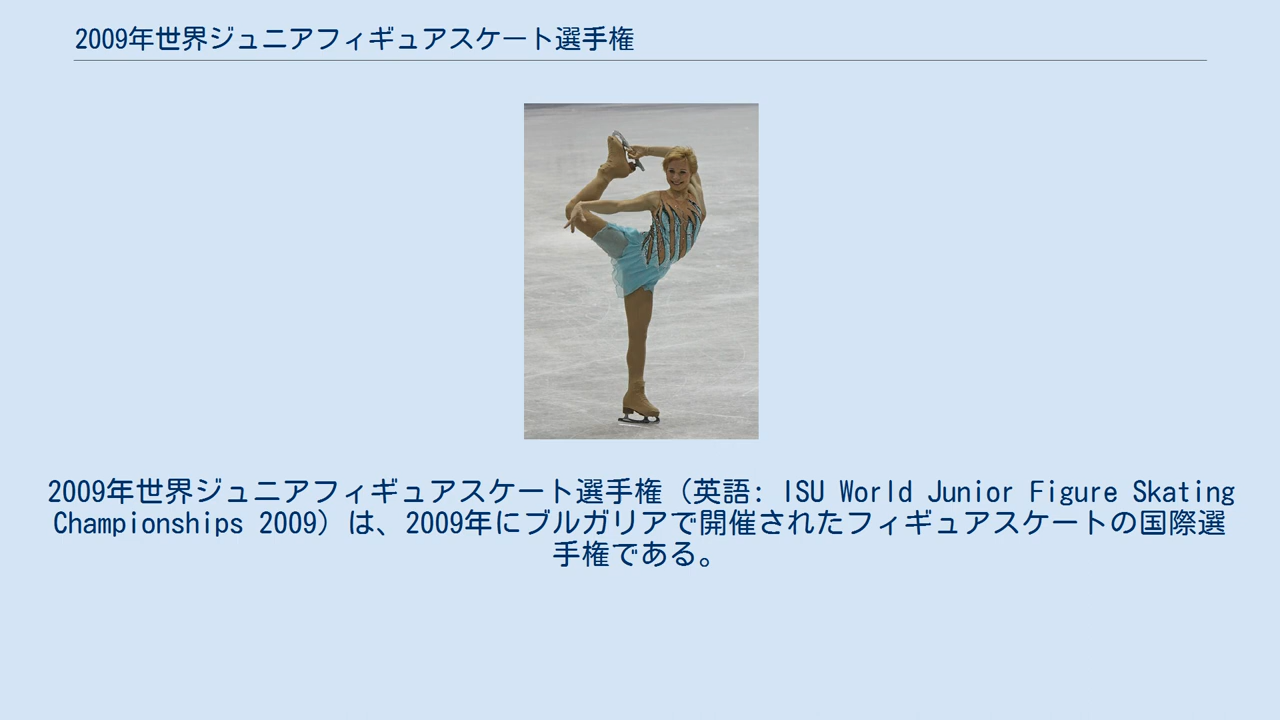 2009年世界ジュニアフィギュアスケート選手権
2009年世界ジュニアフィギュアスケート選手権（英語: ISU World Junior Figure Skating
Championships 2009）は、2009年にブルガリアで開催されたフィギュアスケートの国際選
手権である。